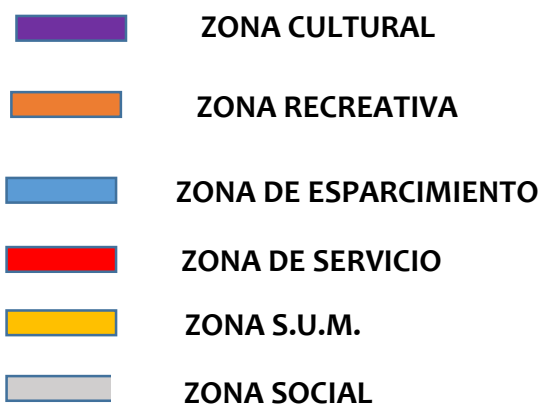 ZONA CULTURAL
ZONA RECREATIVA
ZONA DE ESPARCIMIENTO
ZONA DE SERVICIO
ZONA S.U.M.
ZONA SOCIAL